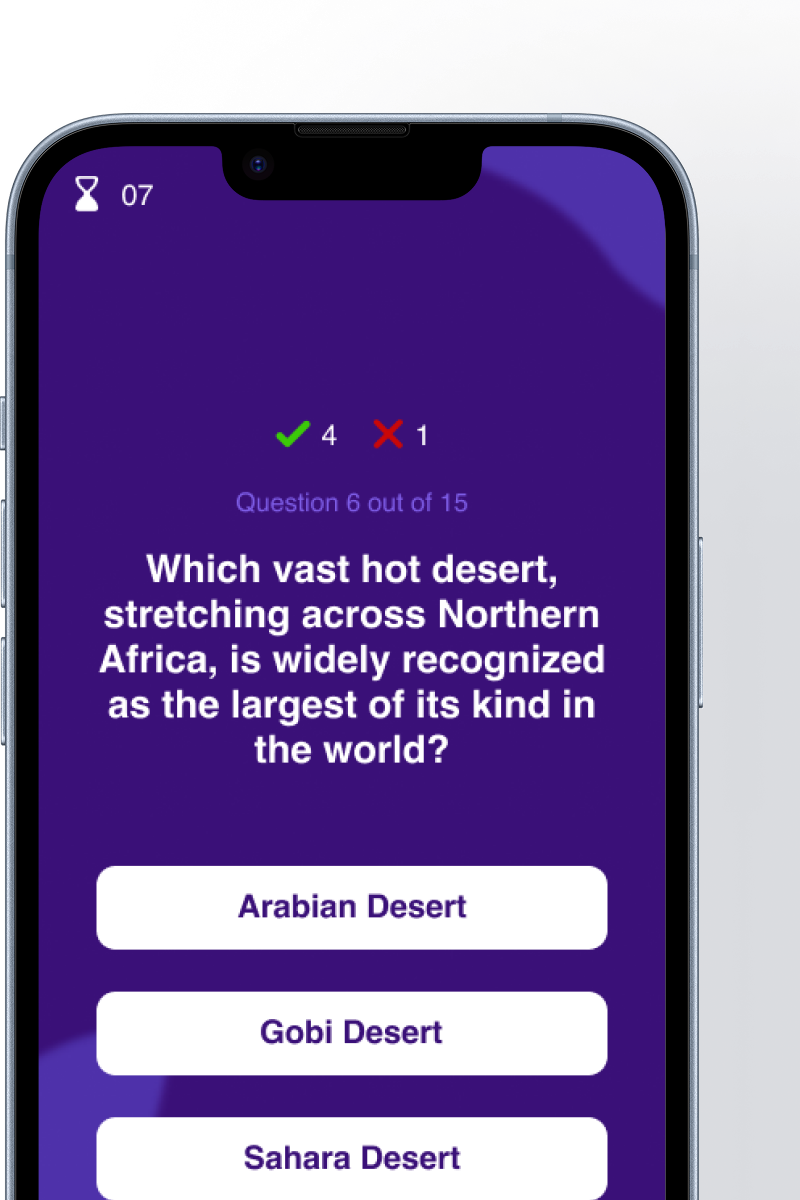 07
4 1
Question 6 out of 15
Which vast hot desert,
stretching across Northern
Africa, is widely recognized
as the largest of its kind in
the world?
Arabian Desert
Gobi Desert
Sahara Desert